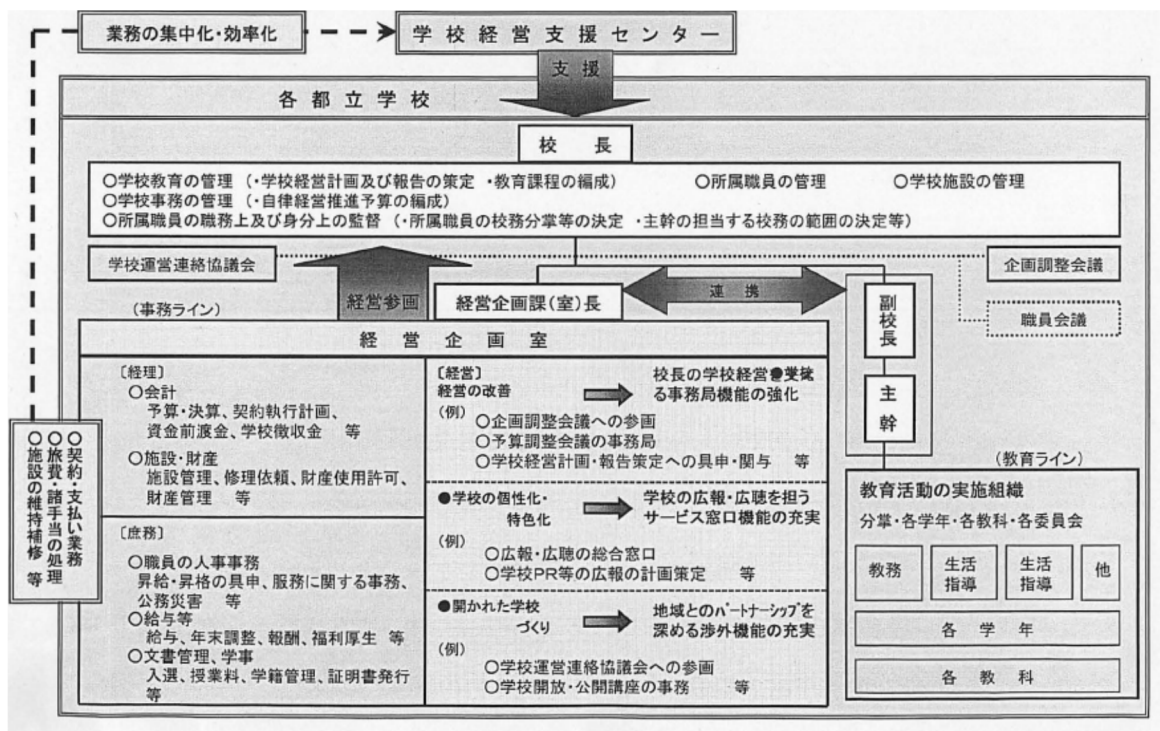 業務の集中化・効率化
学校経営支援センター
支援
各都立学校
校 長
○学校教育の管理 (・学校経営計画及び報告の策定 ・教育課程の編成) ○所属職員の管理 ○学校施設の管理
○学校事務の管理 (・自律経営推進予算の編成)
○所属職員の職務上及び身分上の監督 (・所属職員の校務分掌等の決定 ・主幹の担当する校務の範囲の決定等)
学校運営連絡協議会
企画調整会議
職員会議
(事務ライン)
経営参画
経営企画課(室)長
連 携
副校長
主幹
経 営 企 画 室
[経理]
○会計
予算・決算、契約執行計画、
資金前渡金、学校徴収金 等
○施設・財産
施設管理、修理依頼、財産使用許可、
財産管理 等
[庶務]
○職員の人事事務
昇給・昇格の具申、服務に関する事務、
公務災害 等
○給与等
給与、年末調整、報酬、福利厚生 等
○文書管理、学事
入選、授業料、学籍管理、証明書発行
等
[経営]
経営の改善
校長の学校経営●支え
る事務局機能の強化
(例)
○企画調整会議への参画
○予算調整会議の事務局
○学校経営計画・報告策定への具申・関与 等
●学校の個性化・
特色化
学校の広報・広聴を担う
サービス窓口機能の充実
(例)
○広報・広聴の総合窓口
○学校PR等の広報の計画策定 等
●開かれた学校
づくり
地域とのパートナーシップを
深める渉外機能の充実
(例)
○学校運営連絡協議会への参画
○学校開放・公開講座の事務 等
(教育ライン)
教育活動の実施組織
分掌・各学年・各教科・各委員会
教務
生活
指導
生活
指導
他
各 学 年
各 教 科
○契約・支払い業務
○旅費・諸手当の処理
○施設の維持補修 等